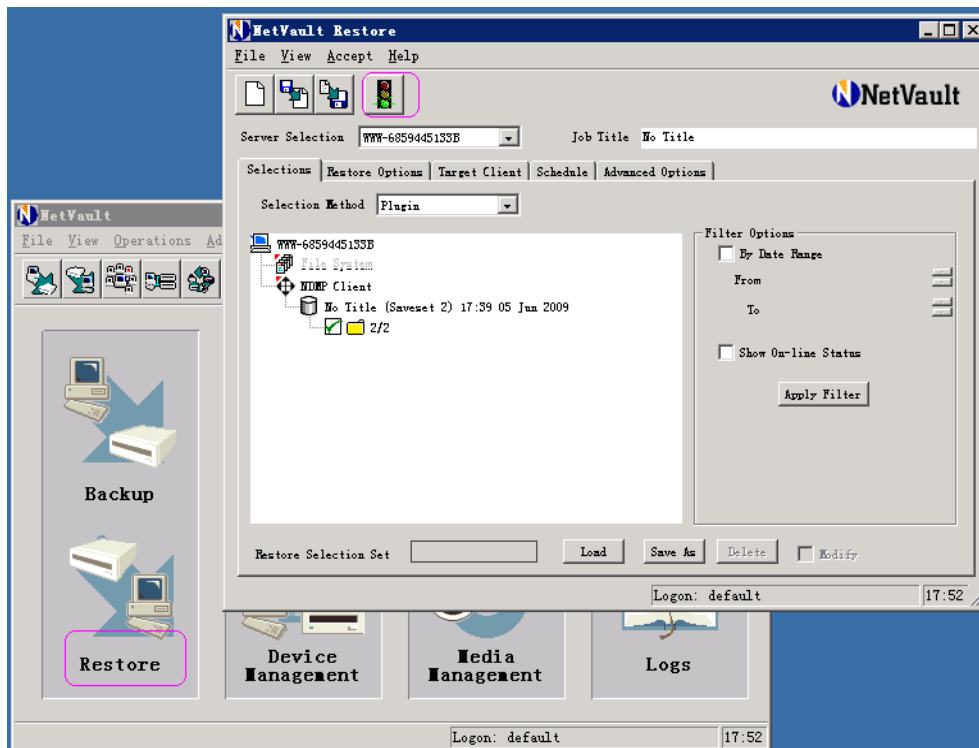 NetVault Restore
File View Accept Help
NetVault
Server Selection WWW-6859445133B Job Title No Title
Selections Restore Options Target Client Schedule Advanced Options
Selection Method Plugin
WWW-6859445133B
File System
NDMP Client
No Title (Saveset 2) 17:39 05 Jun 2009
2/2
Filter Options
By Date Range
From
To
Show On-line Status
Apply Filter
Restore Selection Set Load Save As Delete Modify
Logon: default 17:52
NetVault
File View Operations Ad
Backup
Restore
Device Management
Media Management
Logs
Logon: default 17:52